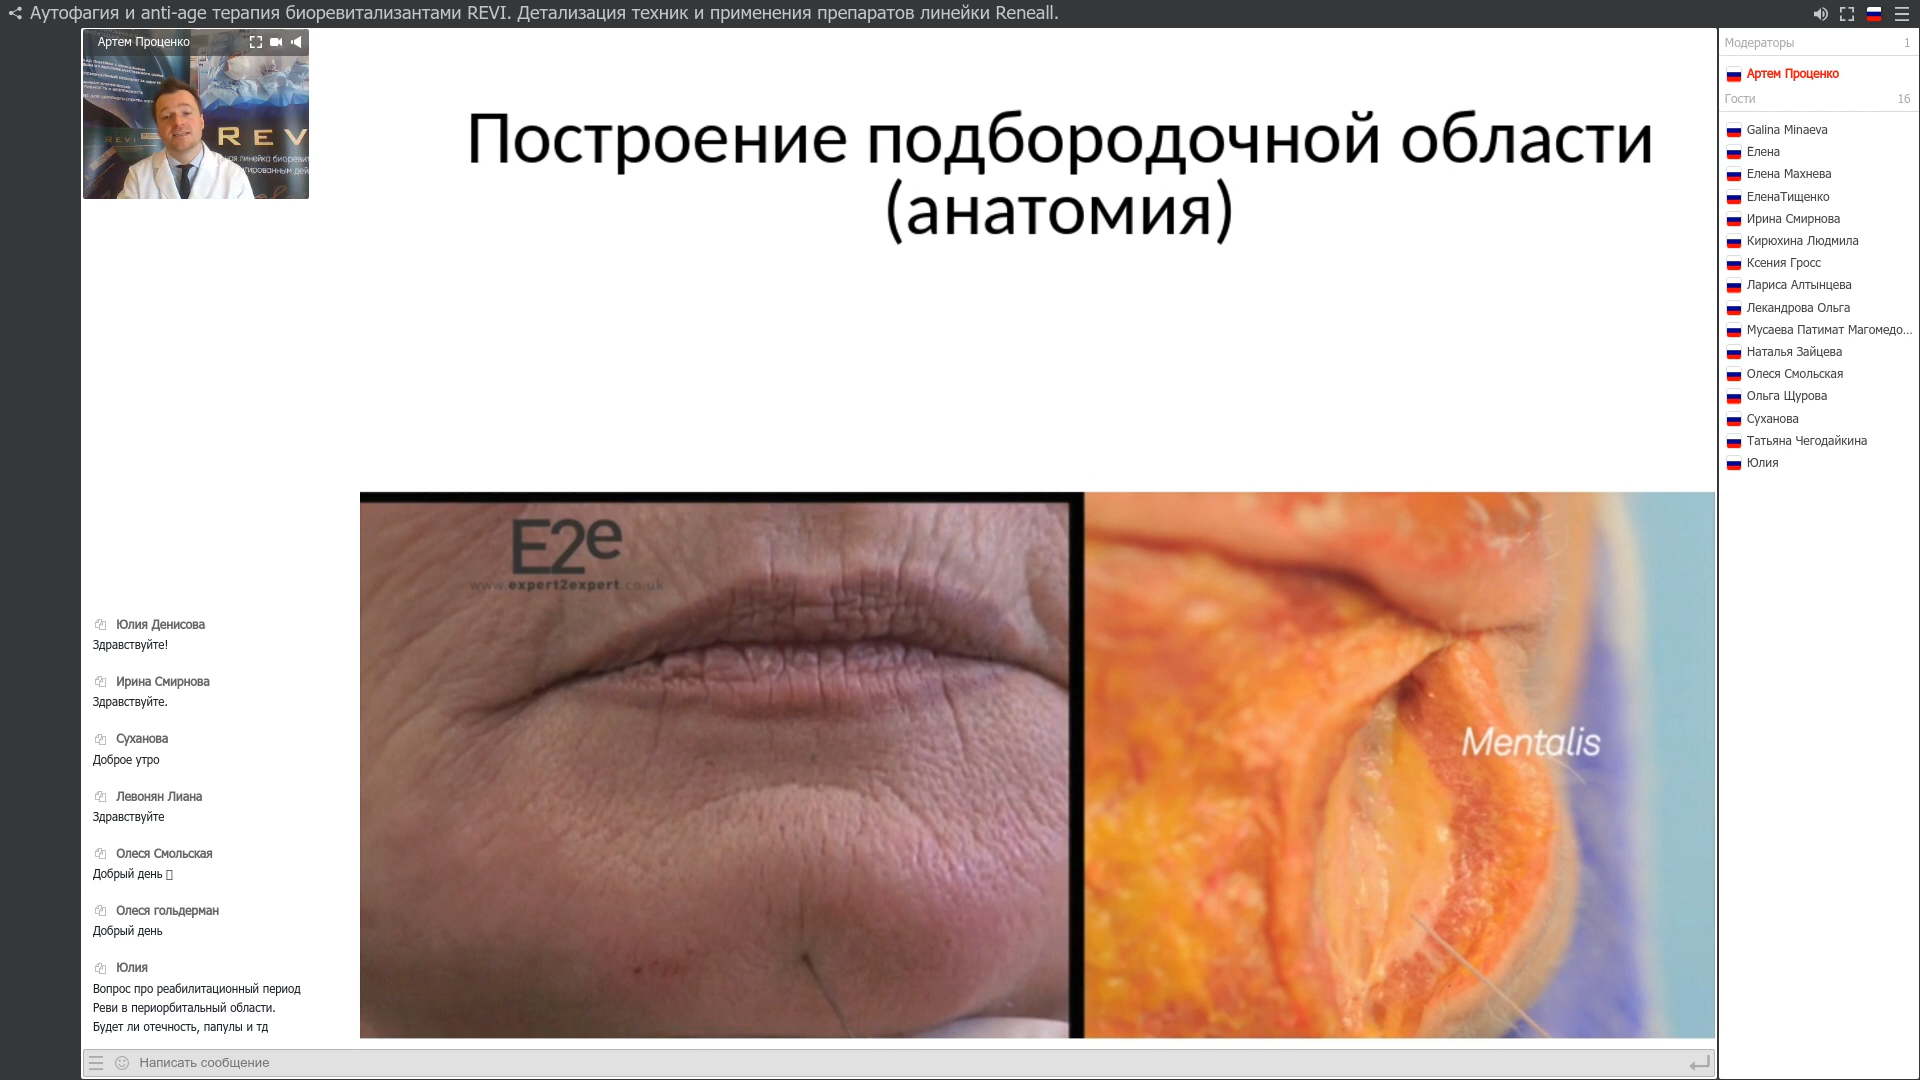 Аутофагия и anti-age терапия биоревитализантами REVI. Детализация техник и применения препаратов линейки Reneall.
Артем Проценко
REVI
Построение подбородочной области
(анатомия)
E2e
www.expert2expert.co.uk
Mentalis
Юлия Денисова
Здравствуйте!
Ирина Смирнова
Здравствуйте.
Суханова
Доброе утро
Левонян Лиана
Здравствуйте
Олеся Смольская
Добрый день
Олеся гольдерман
Добрый день
Юлия
Вопрос про реабилитационный период
Реви в периорбитальный области.
Будет ли отечность, папулы и тд
Написать сообщение
Модераторы 1
Артем Проценко
Гости 16
Galina Minaeva
Елена
Елена Махнева
ЕленаТищенко
Ирина Смирнова
Кирюхина Людмила
Ксения Гросс
Лариса Алтынцева
Лекандрова Ольга
Мусаева Патимат Магомедо...
Наталья Зайцева
Олеся Смольская
Ольга Щурова
Суханова
Татьяна Чегодайкина
Юлия